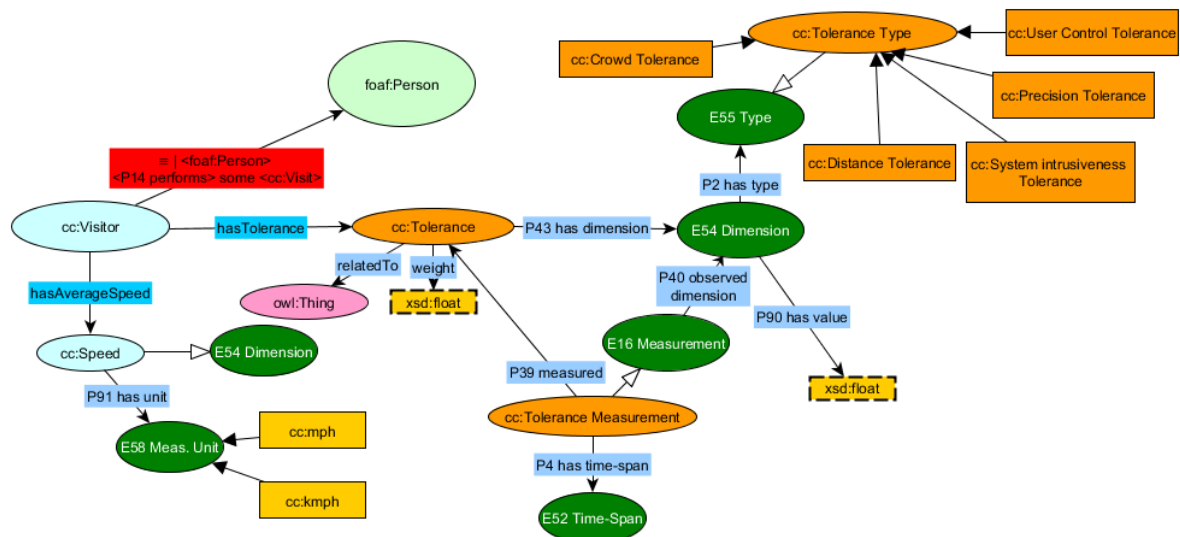 cc:Tolerance Type
cc:User Control Tolerance
cc:Crowd Tolerance
foaf:Person
cc:Precision Tolerance
E55 Type
≡ | <foaf:Person>
<P14 performs> some <cc:Visit>
cc:Distance Tolerance
cc:System intrusiveness
Tolerance
P2 has type
cc:Visitor
hasTolerance
cc:Tolerance
P43 has dimension
E54 Dimension
relatedTo
weight
P40 observed
dimension
hasAverageSpeed
owl:Thing
xsd:float
P90 has value
E16 Measurement
cc:Speed
E54 Dimension
P39 measured
xsd:float
P91 has unit
cc:Tolerance Measurement
cc:mph
E58 Meas. Unit
P4 has time-span
cc:kmph
E52 Time-Span